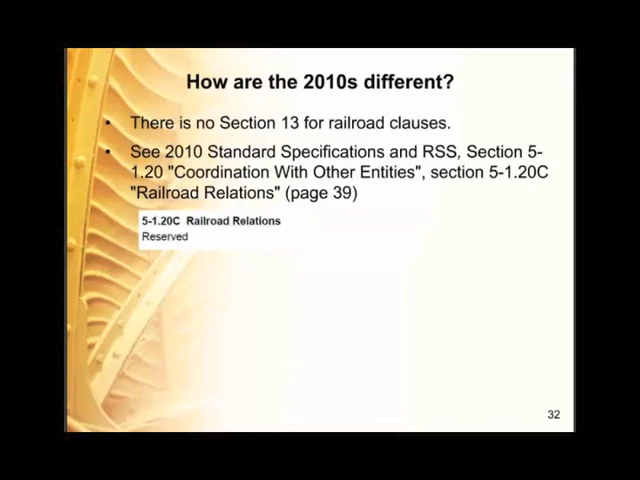 How are the 2010s different?
• There is no Section 13 for railroad clauses.
• See 2010 Standard Specifications and RSS, Section 5-
1.20 "Coordination With Other Entities", section 5-1.20C
"Railroad Relations" (page 39)
5-1.20C Railroad Relations
Reserved
32